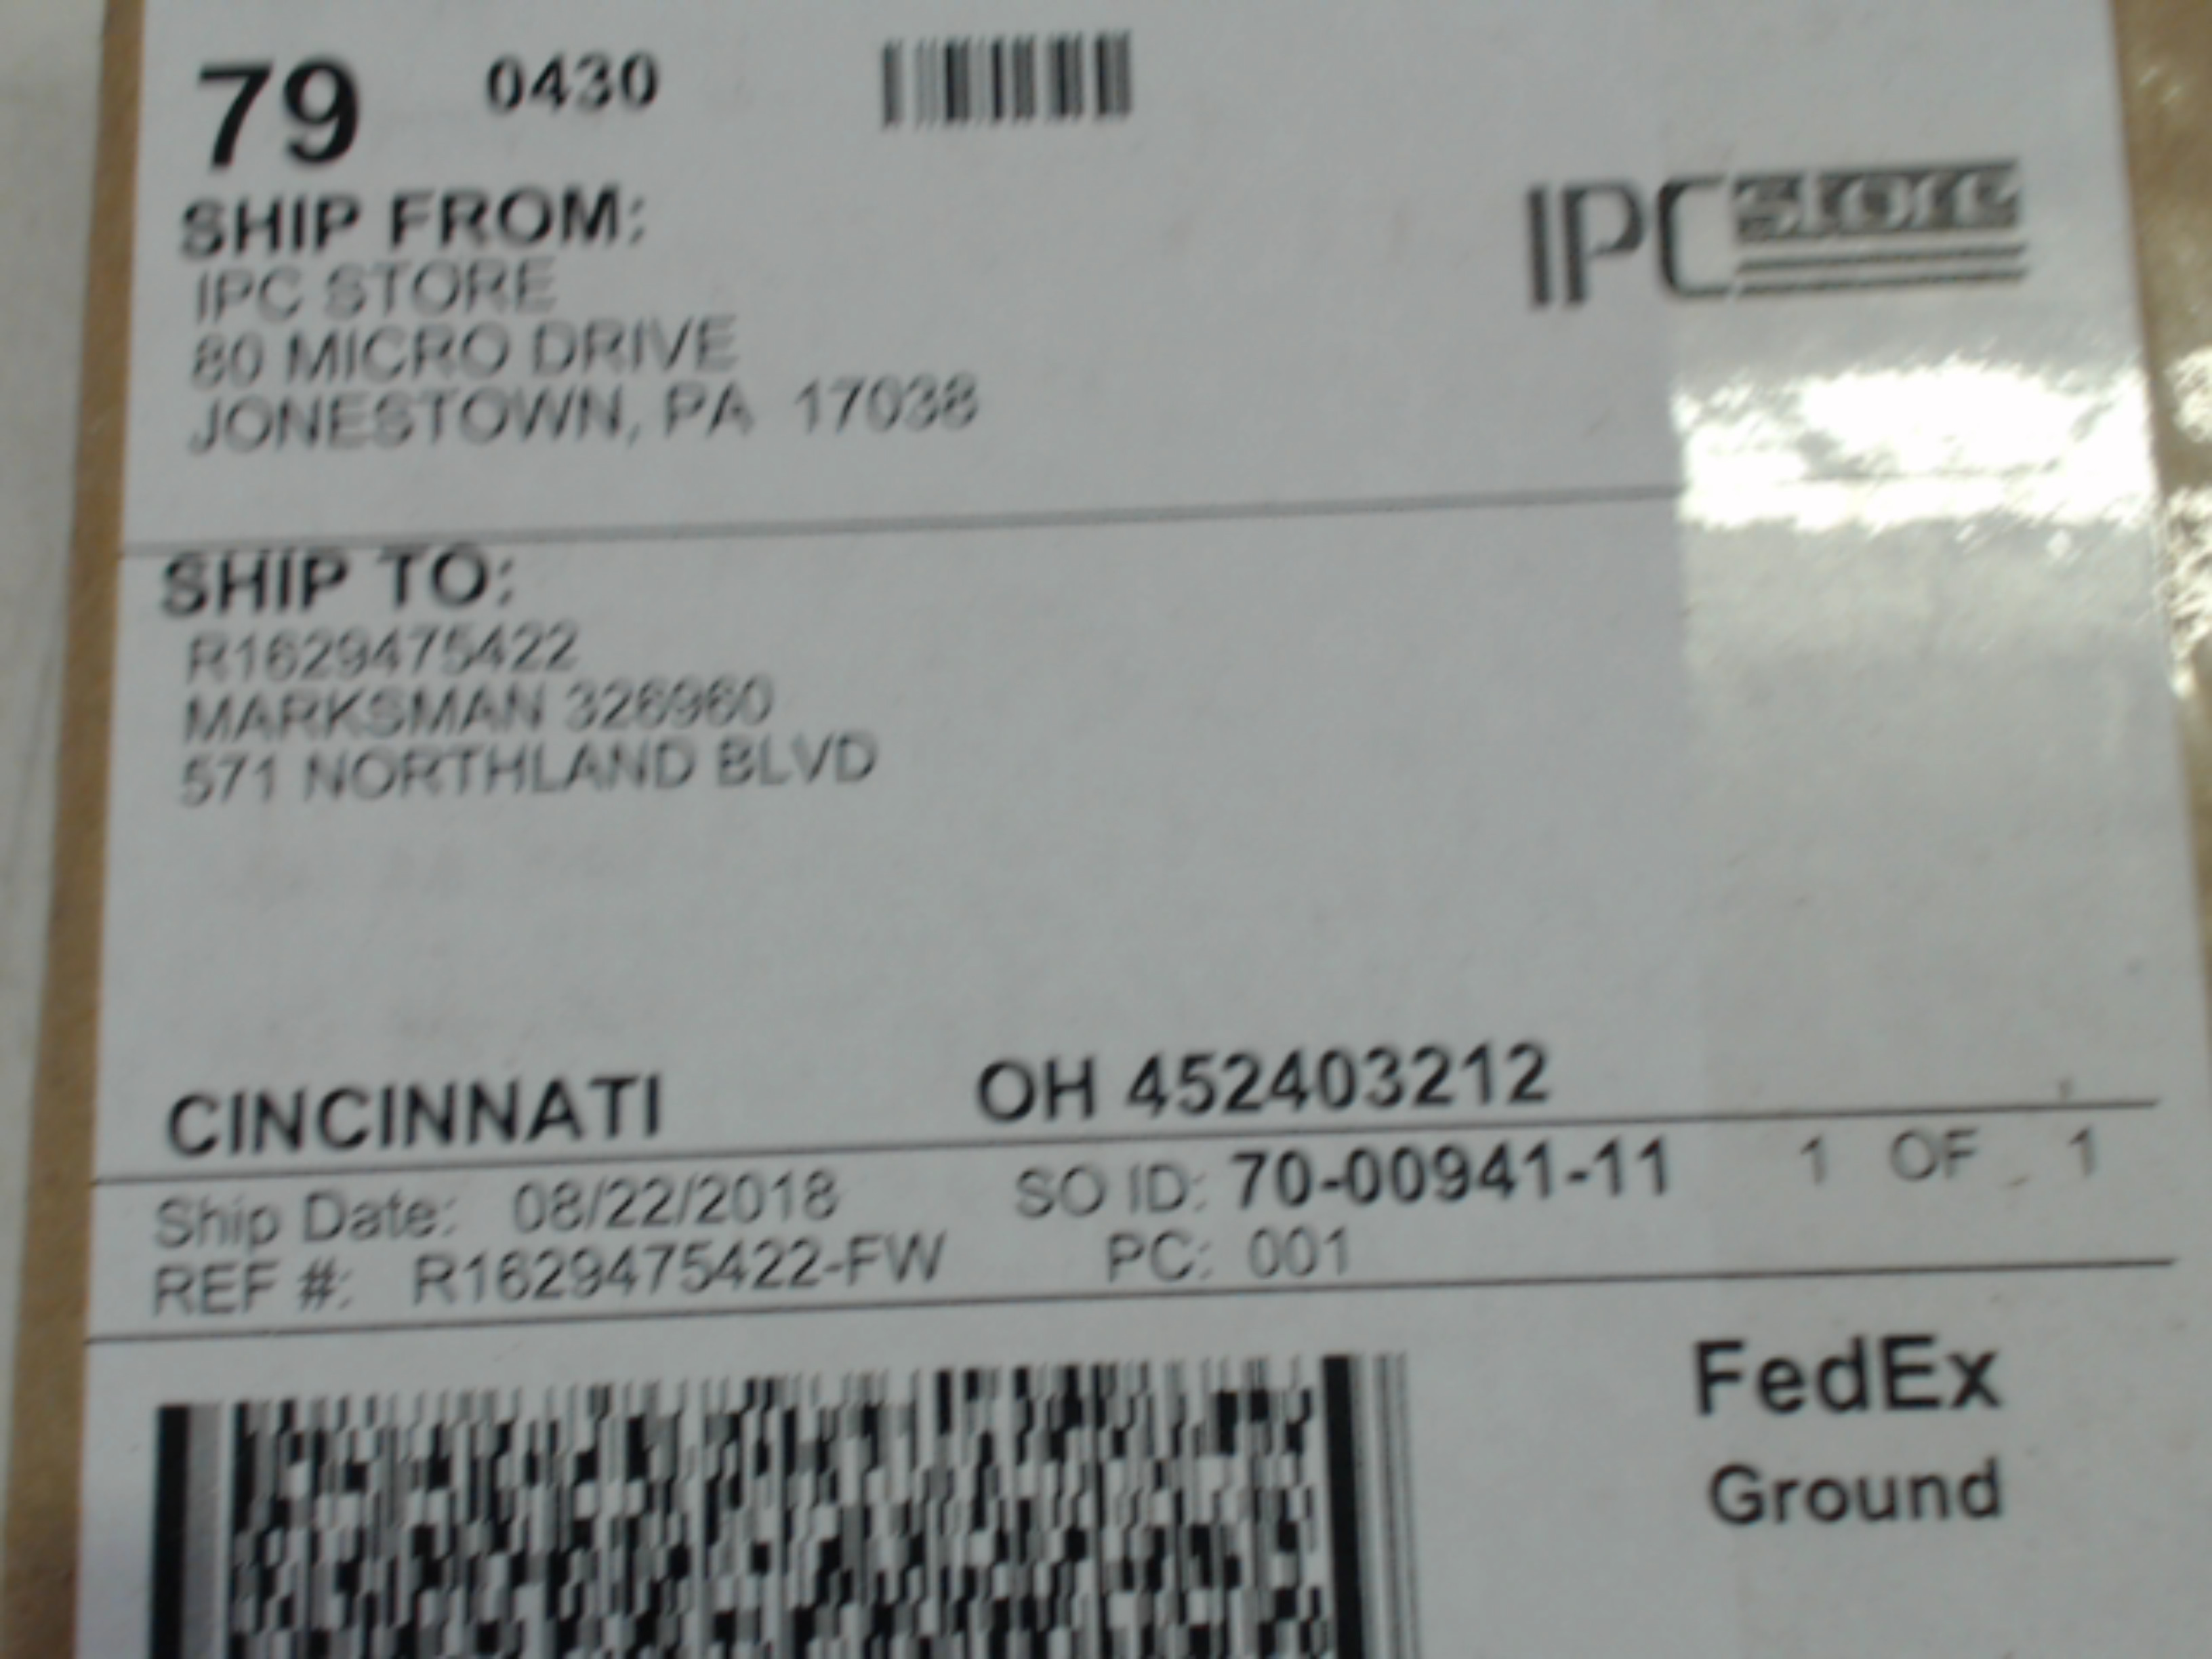 79 0430
SHIP FROM:
IPC STORE
80 MICRO DRIVE
JONESTOWN, PA 17038
IPC Store
SHIP TO:
R1629475422
MARKSMAN 326960
571 NORTHLAND BLVD
CINCINNATI OH 452403212
Ship Date: 08/22/2018 SO ID: 70-00941-11 1 OF 1
REF #: R1629475422-FW PC: 001
FedEx
Ground